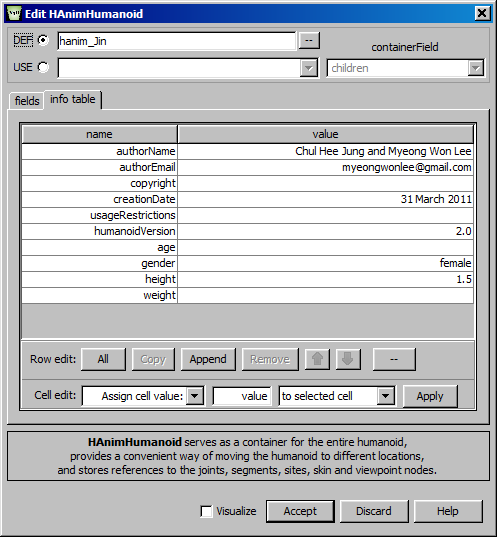 Edit HAnimHumanoid
DEF hanim_Jin -- containerField
USE children
fields info table
name value
authorName Chul Hee Jung and Myeong Won Lee
authorEmail myeongwonlee@gmail.com
copyright
creationDate 31 March 2011
usageRestrictions
humanoidVersion 2.0
age
gender female
height 1.5
weight
Row edit: All Copy Append Remove --
Cell edit: Assign cell value: value to selected cell Apply
HAnimHumanoid serves as a container for the entire humanoid,
provides a convenient way of moving the humanoid to different locations,
and stores references to the joints, segments, sites, skin and viewpoint nodes.
Visualize Accept Discard Help